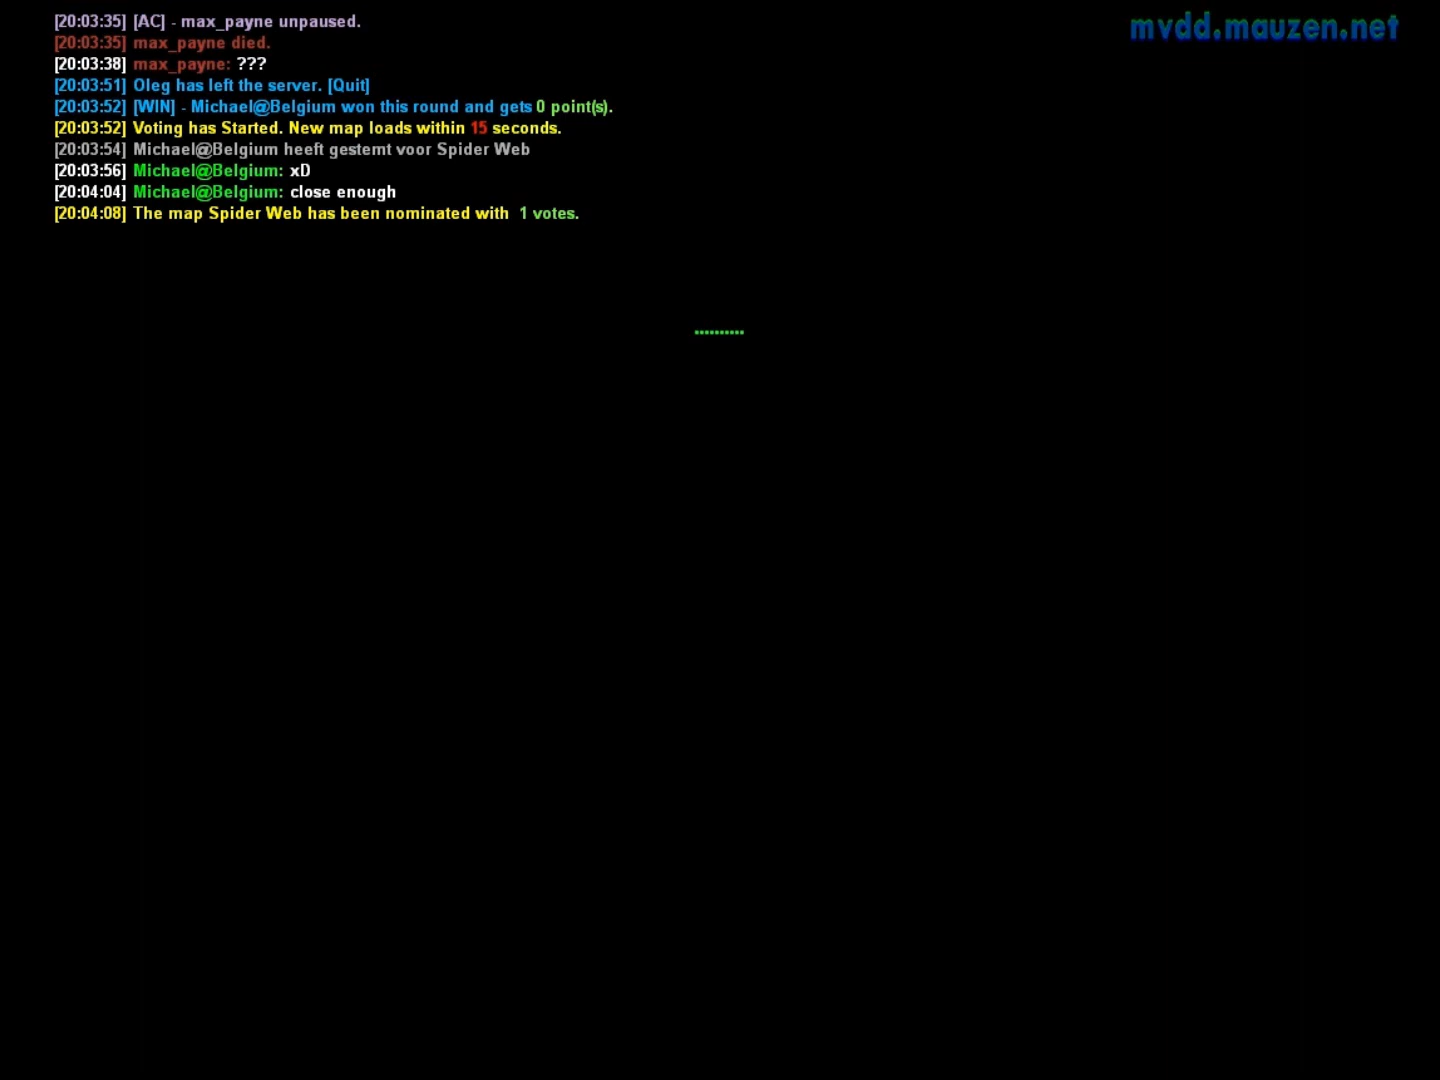 [20:03:35] [AC] - max_payne unpaused.
mvdd.mauzen.net
[20:03:35] max_payne died.
[20:03:38] max_payne: ???
[20:03:51] Oleg has left the server. [Quit]
[20:03:52] [WIN] - Michael@Belgium won this round and gets 0 point(s).
[20:03:52] Voting has Started. New map loads within 15 seconds.
[20:03:54] Michael@Belgium heeft gestemt voor Spider Web
[20:03:56] Michael@Belgium: xD
[20:04:04] Michael@Belgium: close enough
[20:04:08] The map Spider Web has been nominated with 1 votes.
..........